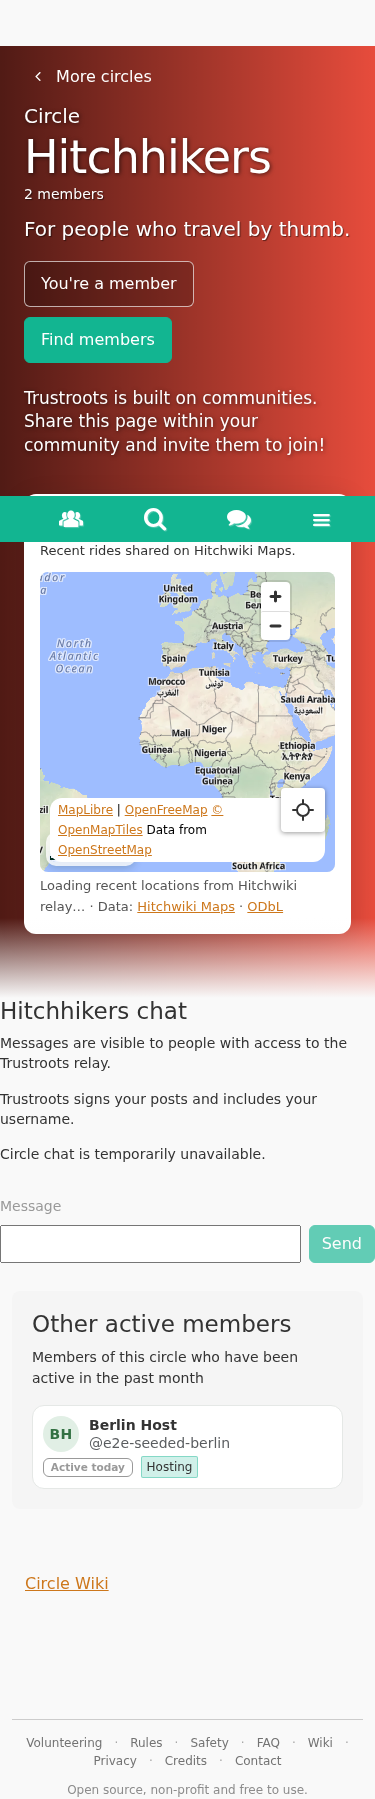 More circles
Circle
Hitchhikers
2 members
For people who travel by thumb.
You're a member
Find members
Trustroots is built on communities.
Share this page within your
community and invite them to join!
Recent rides shared on Hitchwiki Maps.
United
Kingdom
North
Atlantic
Ocean
Austria
Italy
Spain
Turkey
Tunisia
تونس
Morocco
المغرب
Saudi Arabia
السعودية
Mali
Niger
Guinea
Nigeria
Ethiopia
ኢትዮጵያ
Equatorial
Guinea
Kenya
South Africa
MapLibre | OpenFreeMap ©
OpenMapTiles Data from
OpenStreetMap
Loading recent locations from Hitchwiki
relay… · Data: Hitchwiki Maps · ODbL
Hitchhikers chat
Messages are visible to people with access to the
Trustroots relay.
Trustroots signs your posts and includes your
username.
Circle chat is temporarily unavailable.
Message
Send
Other active members
Members of this circle who have been
active in the past month
BH
Berlin Host
@e2e-seeded-berlin
Active today
Hosting
Circle Wiki
Volunteering · Rules · Safety · FAQ · Wiki ·
Privacy · Credits · Contact
Open source, non-profit and free to use.